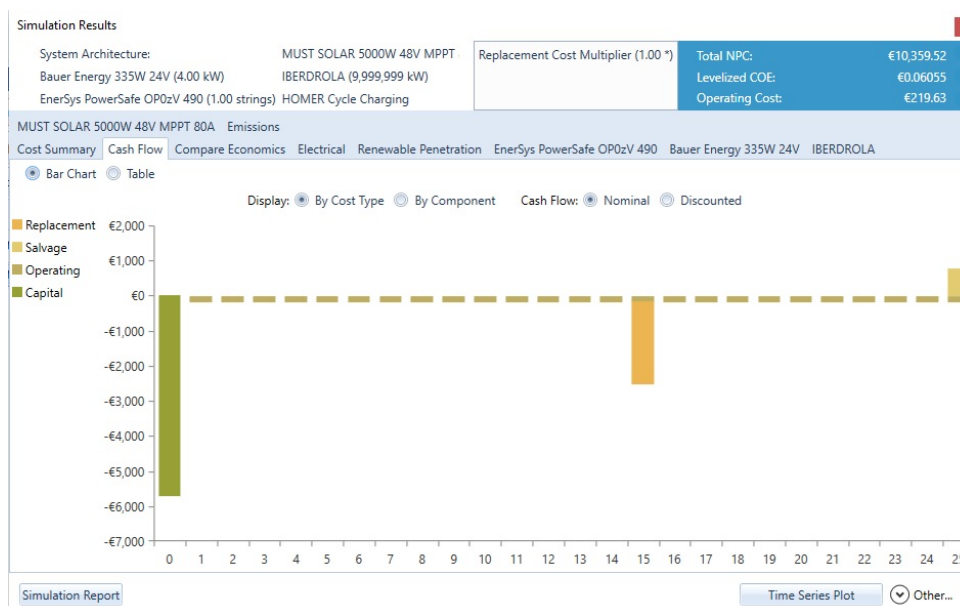 Simulation Results
System Architecture:
MUST SOLAR 5000W 48V MPPT
Replacement Cost Multiplier (1.00 *)
Total NPC:
€10,359.52
Bauer Energy 335W 24V (4.00 kW)
IBERDROLA (9,999,999 kW)
Levelized COE:
€0.06055
EnerSys PowerSafe OP0zV 490 (1.00 strings)
HOMER Cycle Charging
Operating Cost:
€219.63
MUST SOLAR 5000W 48V MPPT 80A
Emissions
Cost Summary
Cash Flow
Compare Economics
Electrical
Renewable Penetration
EnerSys PowerSafe OP0zV 490
Bauer Energy 335W 24V
IBERDROLA
Bar Chart
Table
Display:
By Cost Type
By Component
Cash Flow:
Nominal
Discounted
Replacement
Salvage
Operating
Capital
€2,000
€1,000
€0
-€1,000
-€2,000
-€3,000
-€4,000
-€5,000
-€6,000
-€7,000
0 1 2 3 4 5 6 7 8 9 10 11 12 13 14 15 16 17 18 19 20 21 22 23 24
Simulation Report
Time Series Plot
Other...